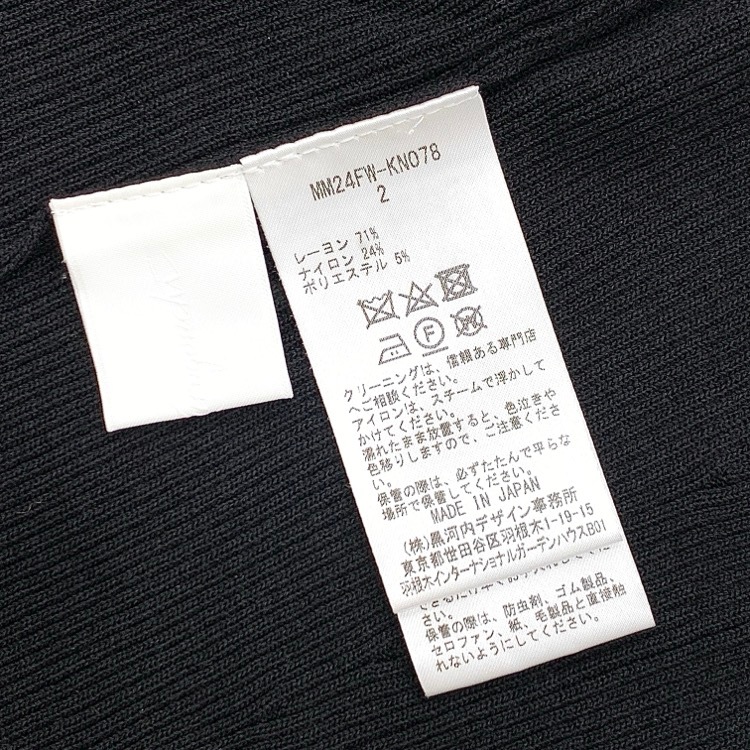 MM24FW-KN078
2
レーヨン 71%
ナイロン 24%
ポリエステル 5%
F
W
クリーニングは、信頼ある専門店
へご相談ください。
アイロンは、スチームで浮かして
かけてください。
濡れたまま放置すると、色泣きや
色移りしますので、ご注意くださ
い。
保管の際は、必ずたたんで平らな
場所で保管してください。
MADE IN JAPAN
(株)黒河内デザイン事務所
東京都世田谷区羽根木1-19-15
羽根木インターナショナルガーデンハウスB01
さい。
保管の際は、防虫剤、ゴム製品、
セロファン、紙、毛製品と直接触
れないようにしてください。